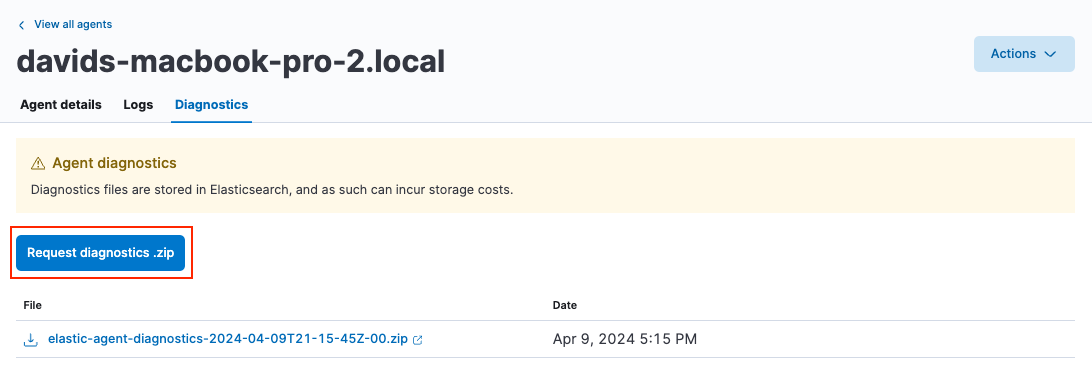 View all agents
davids-macbook-pro-2.local
Actions
Agent details Logs Diagnostics
Agent diagnostics
Diagnostics files are stored in Elasticsearch, and as such can incur storage costs.
Request diagnostics .zip
File Date
elastic-agent-diagnostics-2024-04-09T21-15-45Z-00.zip Apr 9, 2024 5:15 PM